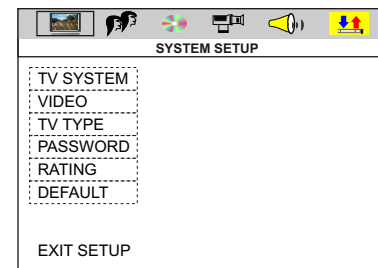 SYSTEM SETUP
TV SYSTEM
VIDEO
TV TYPE
PASSWORD
RATING
DEFAULT
EXIT SETUP